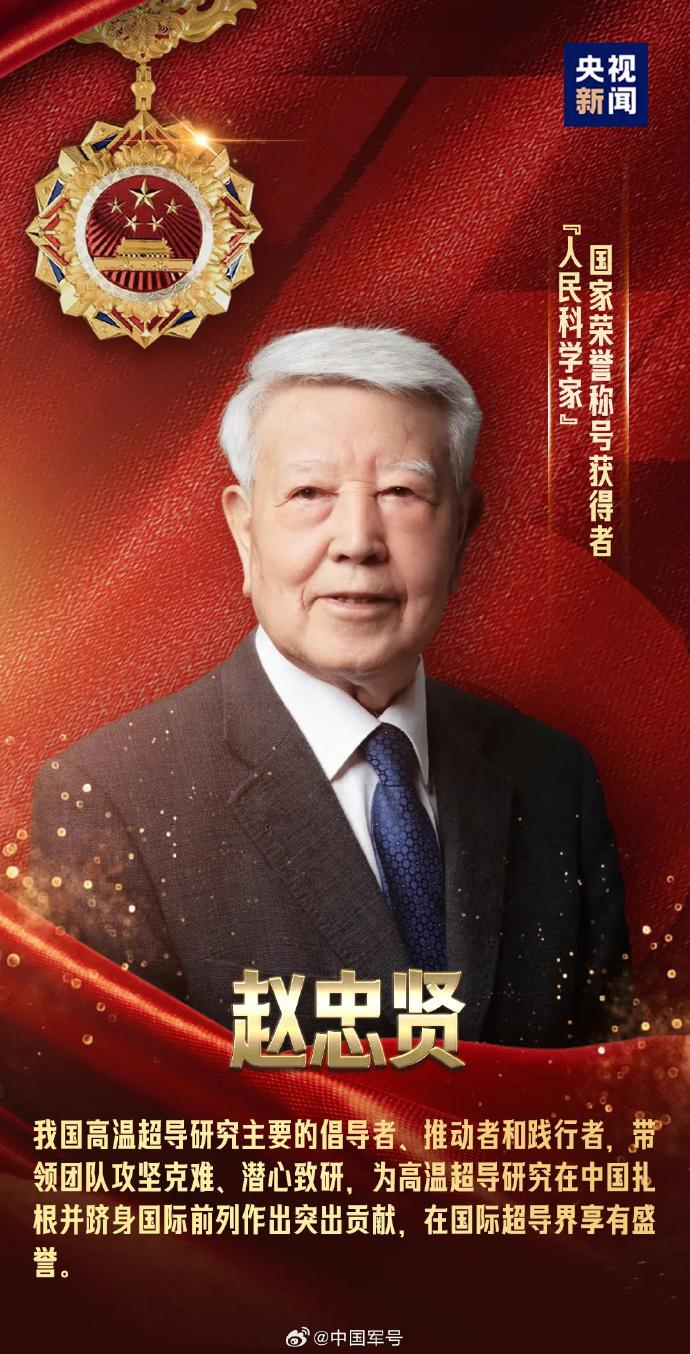 央视
新闻
国家荣誉称号获得者
『人民科学家』
赵忠贤
我国高温超导研究主要的倡导者、推动者和践行者，带
领团队攻坚克难、潜心致研，为高温超导研究在中国扎
根并跻身国际前列作出突出贡献，在国际超导界享有盛
誉。
@中国军号